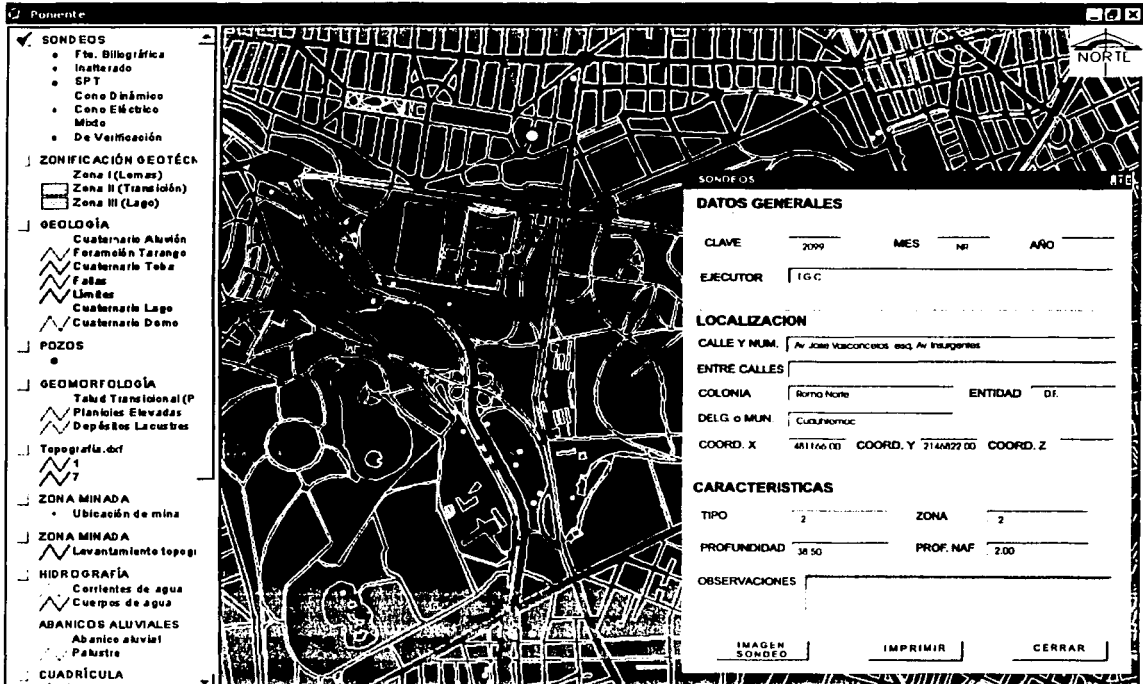 Poniente
SONDEOS
Fte. Biliográfica
Inalterado
SPT
Cono Dinámico
Cono Eléctrico
Mixto
De Verificación
ZONIFICACIÓN GEOTÉCN
Zona I (Lomas)
Zona II (Transición)
Zona III (Lago)
GEOLOGÍA
Cuaternario Aluvión
Foramción Tarango
Cuaternario Toba
Fallas
Límites
Cuaternario Lago
Cuaternario Domo
POZOS
GEOMORFOLOGÍA
Talud Transicional (P
Planicies Elevadas
Depósitos Lacustres
Topografía.dxf
1
7
ZONA MINADA
Ubicación de mina
ZONA MINADA
Levantamiento topogr
HIDROGRAFÍA
Corrientes de agua
Cuerpos de agua
ABANICOS ALUVIALES
Abanico aluvial
Palustre
CUADRÍCULA
NORTE
SONDEOS
DATOS GENERALES
CLAVE 2099 MES NR AÑO
EJECUTOR IGC
LOCALIZACION
CALLE Y NUM. Av José Vasconcelos esq. Av Insurgentes
ENTRE CALLES
COLONIA Roma Norte ENTIDAD D.F.
DELG. o MUN. Cuauhtemoc
COORD. X 481166.00 COORD. Y 2146822.00 COORD. Z
CARACTERISTICAS
TIPO 2 ZONA 2
PROFUNDIDAD 38.50 PROF. NAF 2.00
OBSERVACIONES
IMAGEN SONDEO IMPRIMIR CERRAR